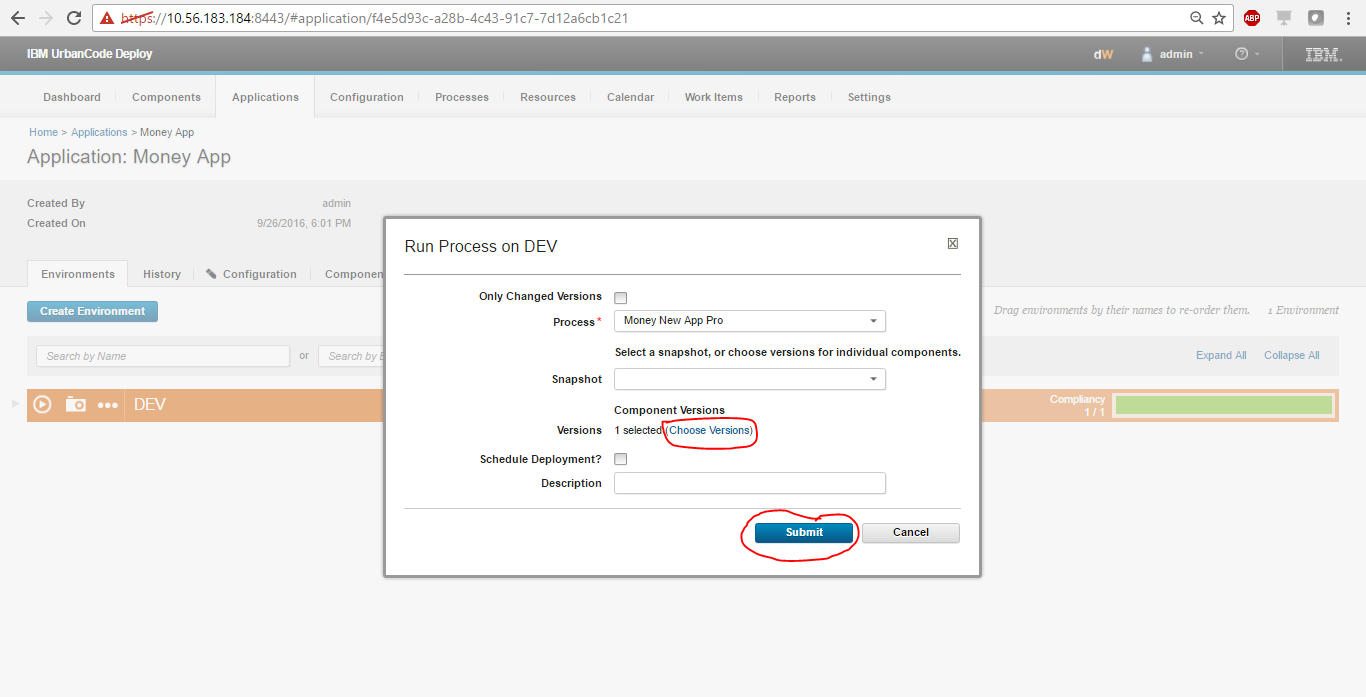 https://10.56.183.184:8443/#application/f4e5d93c-a28b-4c43-91c7-7d12a6cb1c21
ABP
IBM UrbanCode Deploy
dW
admin
?
IBM.
Dashboard Components Applications Configuration Processes Resources Calendar Work Items Reports Settings
Home > Applications > Money App
Application: Money App
Created By admin
Created On 9/26/2016, 6:01 PM
Environments History Configuration Componen
Create Environment
Drag environments by their names to re-order them. 1 Environment
Search by Name or Search by
Expand All Collapse All
DEV
Compliancy
1 / 1
Run Process on DEV
Only Changed Versions
Process* Money New App Pro
Select a snapshot, or choose versions for individual components.
Snapshot
Component Versions
Versions 1 selected (Choose Versions)
Schedule Deployment?
Description
Submit Cancel